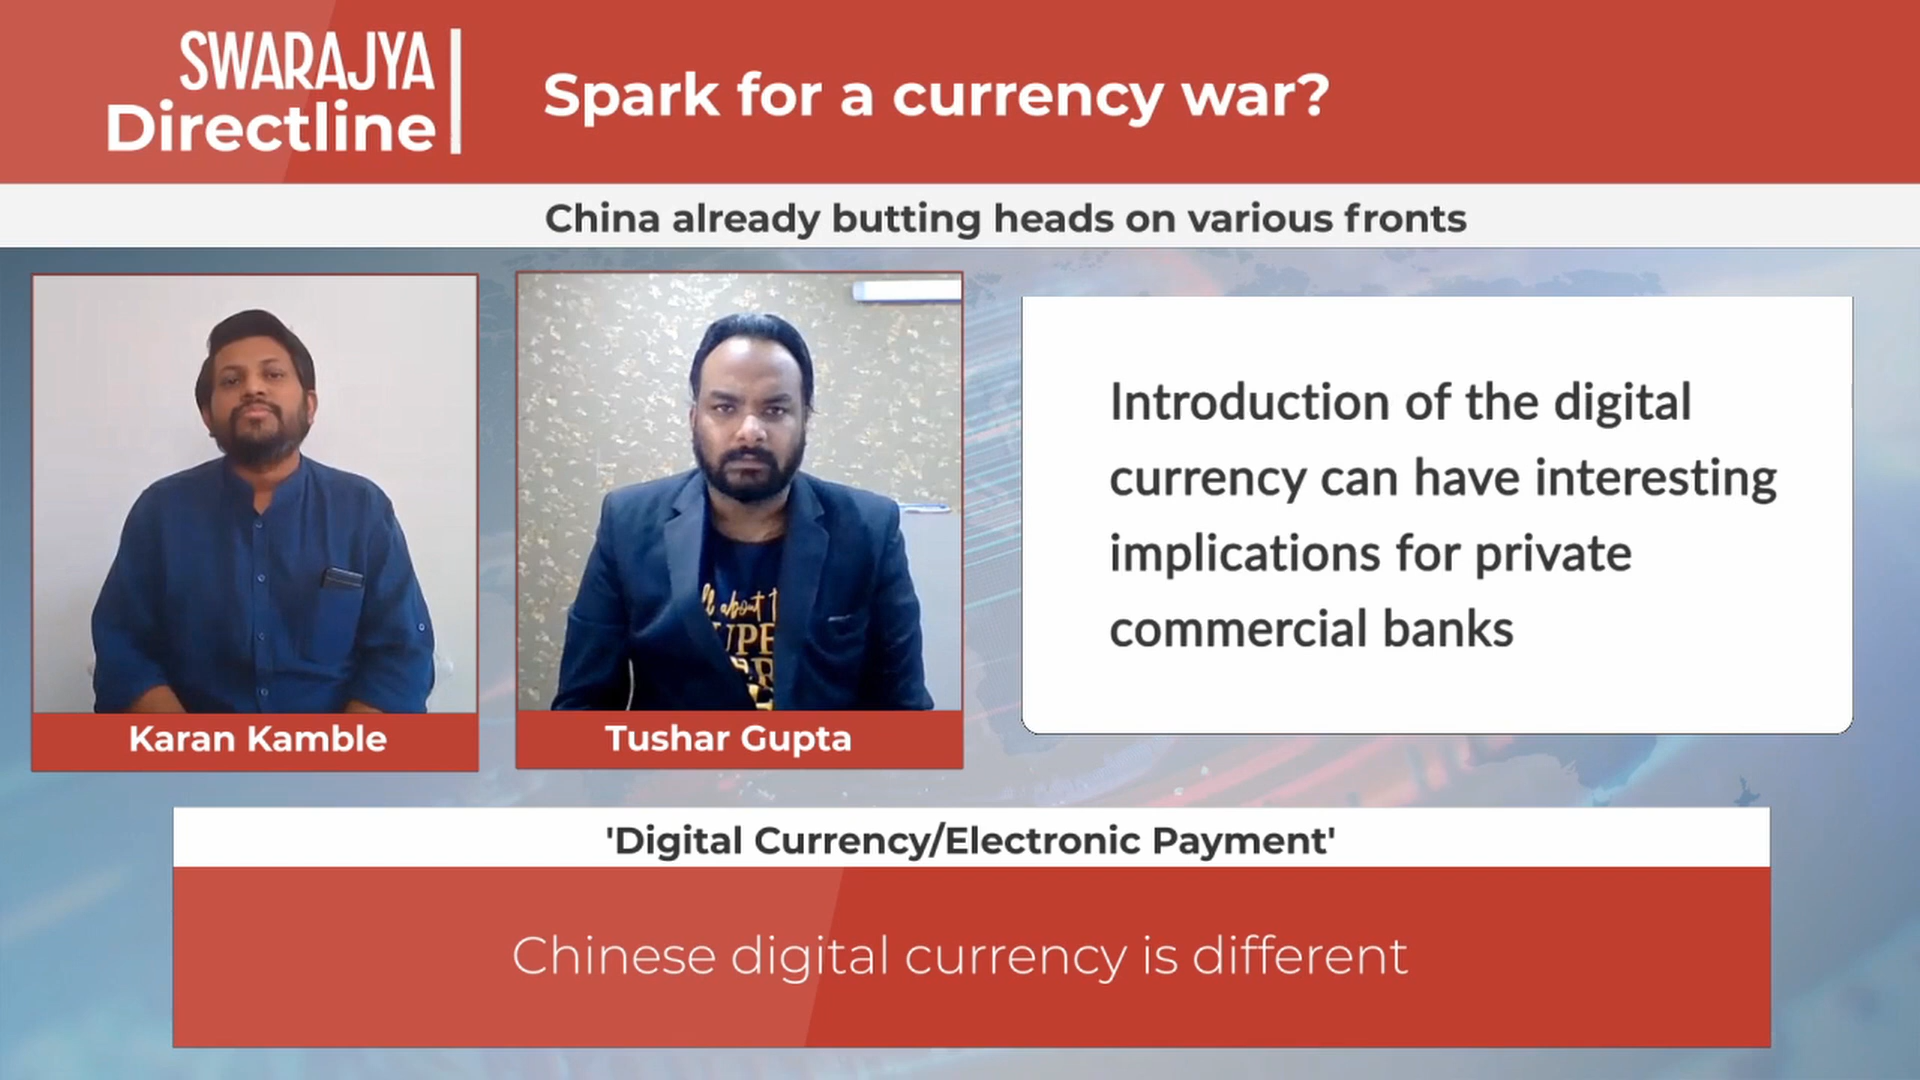 SWARAJYA
Directline
Spark for a currency war?
China already butting heads on various fronts
about
Karan Kamble
Tushar Gupta
Introduction of the digital
currency can have interesting
implications for private
commercial banks
'Digital Currency/Electronic Payment'
Chinese digital currency is different